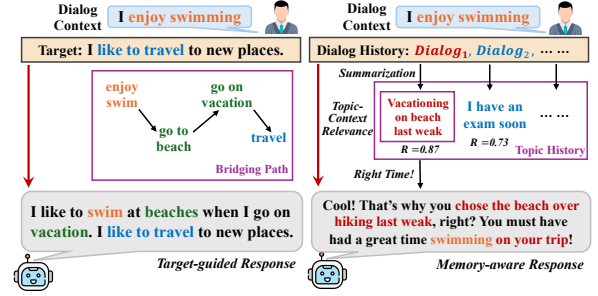 Dialog Context
I enjoy swimming
Target: I like to travel to new places.
enjoy swim
go to beach
go on vacation
travel
Bridging Path
I like to swim at beaches when I go on
vacation. I like to travel to new places.
Target-guided Response
Dialog Context
I enjoy swimming
Dialog History: Dialog1, Dialog2, ... ...
Summarization
Topic-Context Relevance
Vacationing
on beach
last weak
R =0.87
I have an
exam soon
R =0.73
... ...
Topic History
Right Time!
Cool! That's why you chose the beach over
hiking last weak, right? You must have
had a great time swimming on your trip!
Memory-aware Response